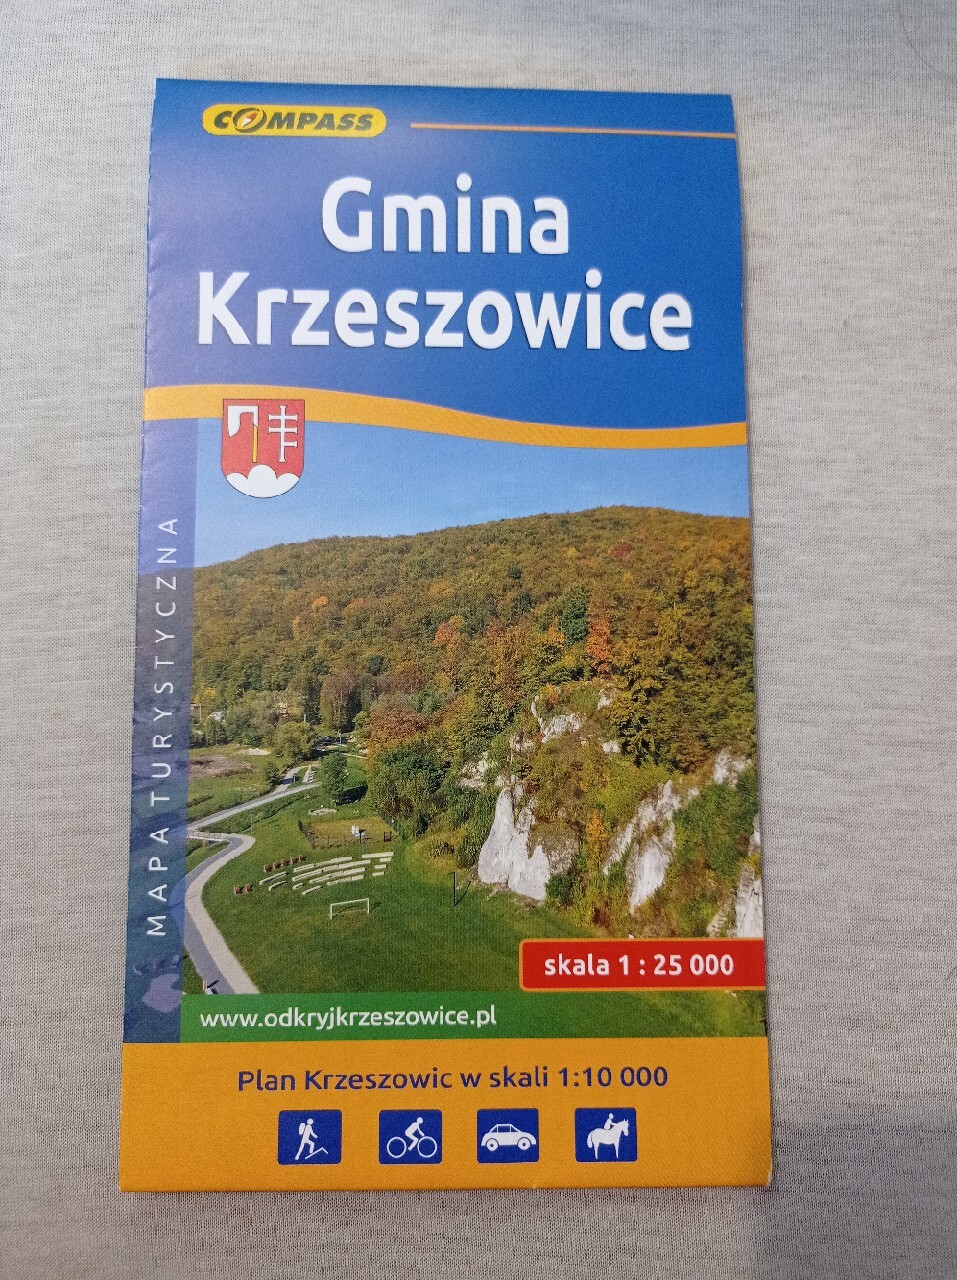 COMPASS
Gmina
Krzeszowice
MAPA TURYSTYCZNA
skala 1 : 25 000
www.odkryjkrzeszowice.pl
Plan Krzeszowic w skali 1:10 000